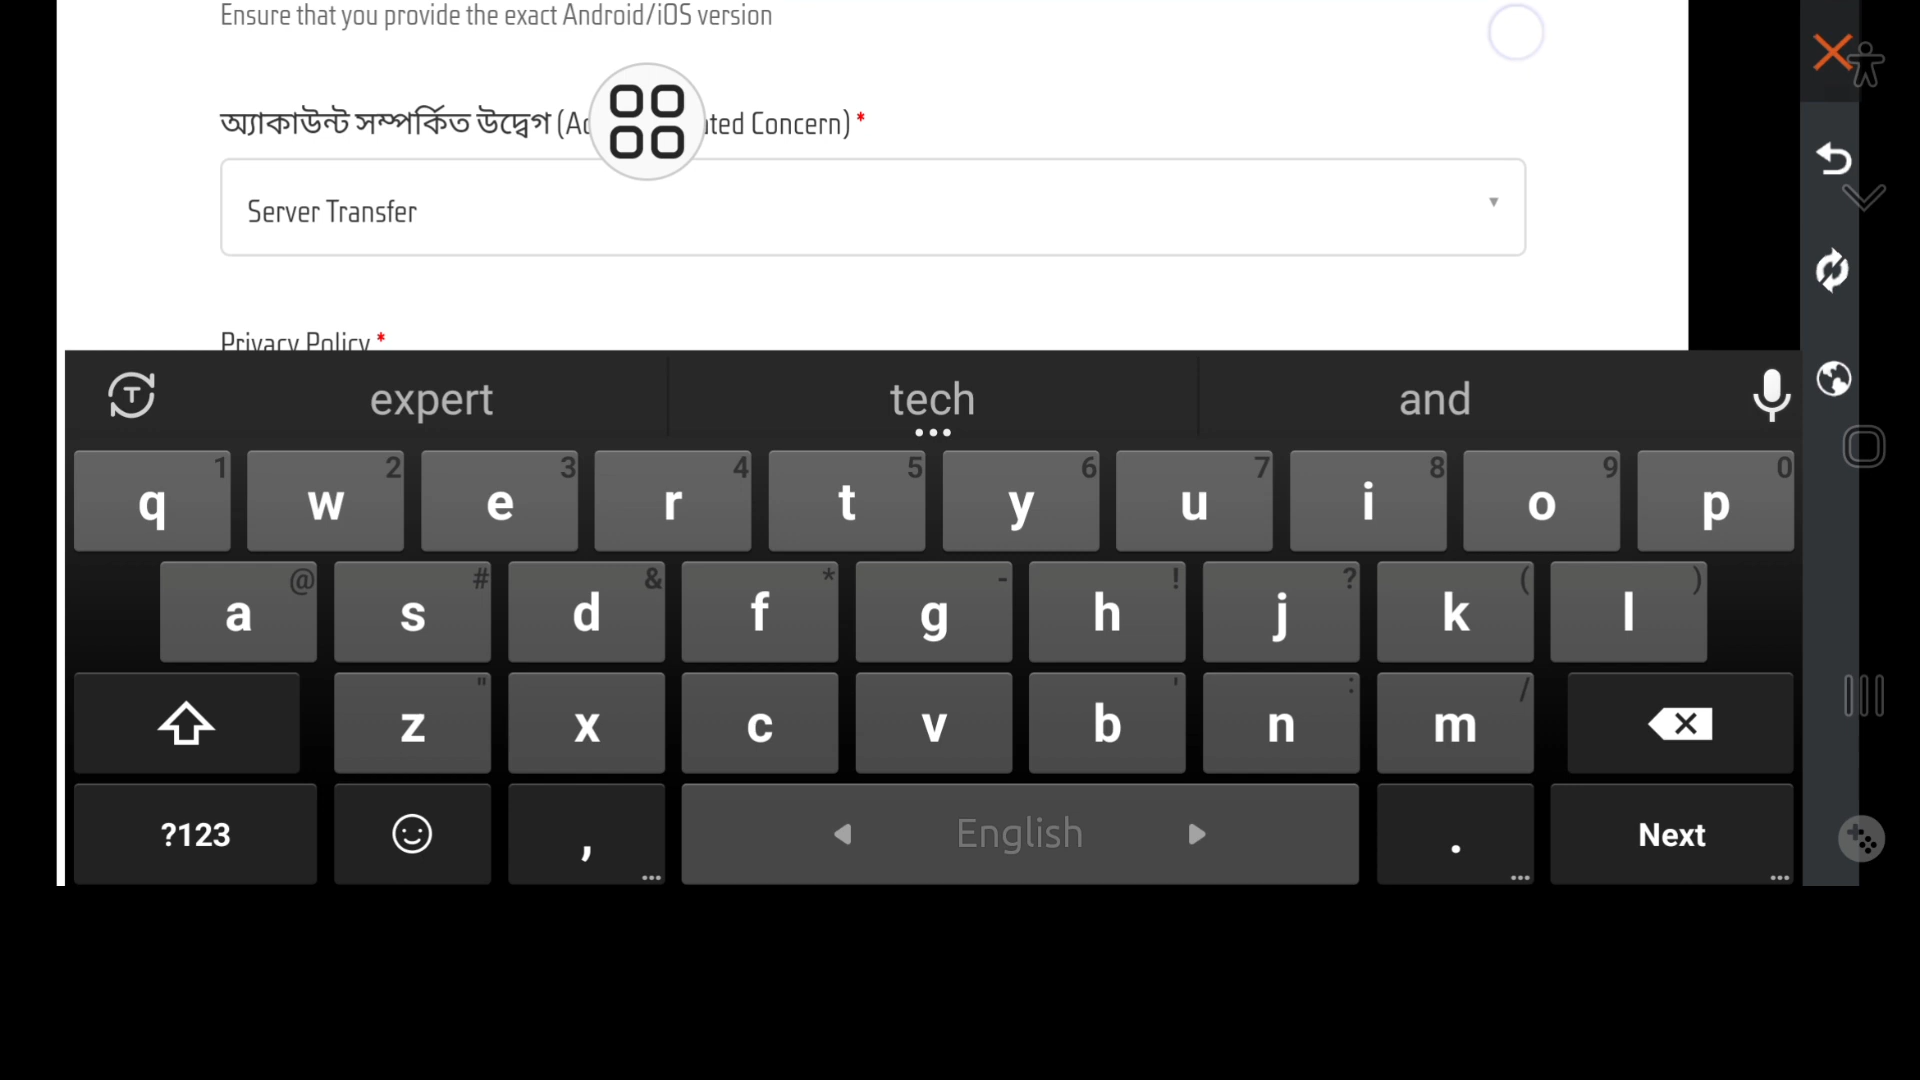 Ensure that you provide the exact Android/iOS version
অ্যাকাউন্ট সম্পর্কিত উদ্বেগ (Ac ted Concern) *
Server Transfer
Privacy Policy *
expert tech and
1 2 3 4 5 6 7 8 9 0
q w e r t y u i o p
@ # & * - ! ? ( )
a s d f g h j k l
" ' : /
z x c v b n m
?123 , English . Next